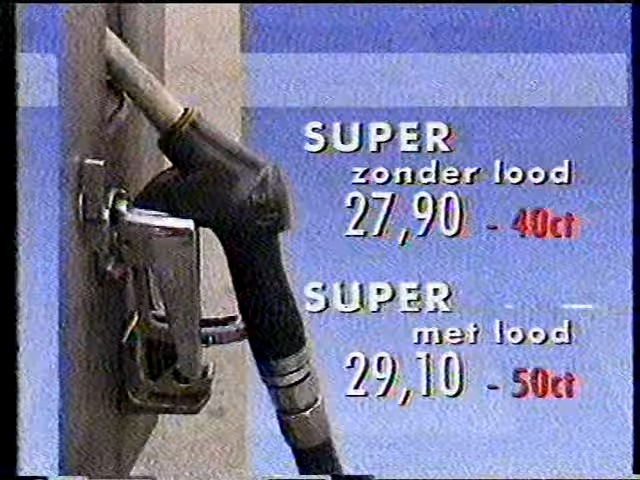 SUPER
zonder lood
27,90 - 40ct
SUPER
met lood
29,10 - 50ct